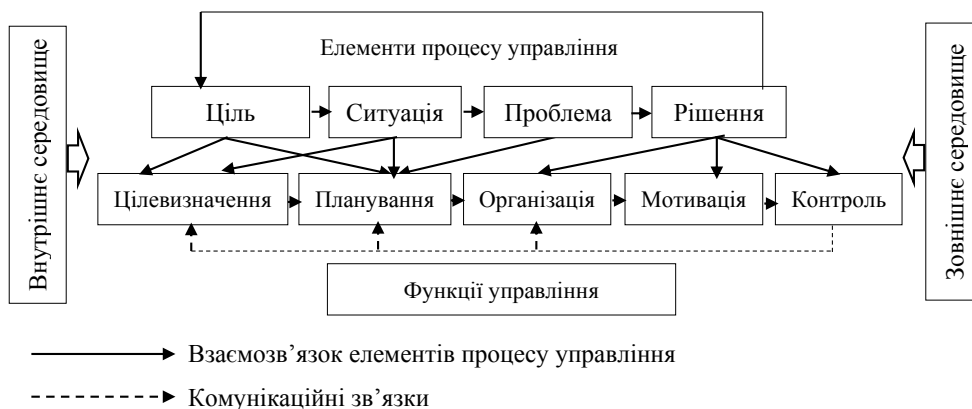 Елементи процесу управління
Внутрішнє середовище
Зовнішнє середовище
Ціль
Ситуація
Проблема
Рішення
Цілевизначення
Планування
Організація
Мотивація
Контроль
Функції управління
Взаємозв’язок елементів процесу управління
Комунікаційні зв’язки